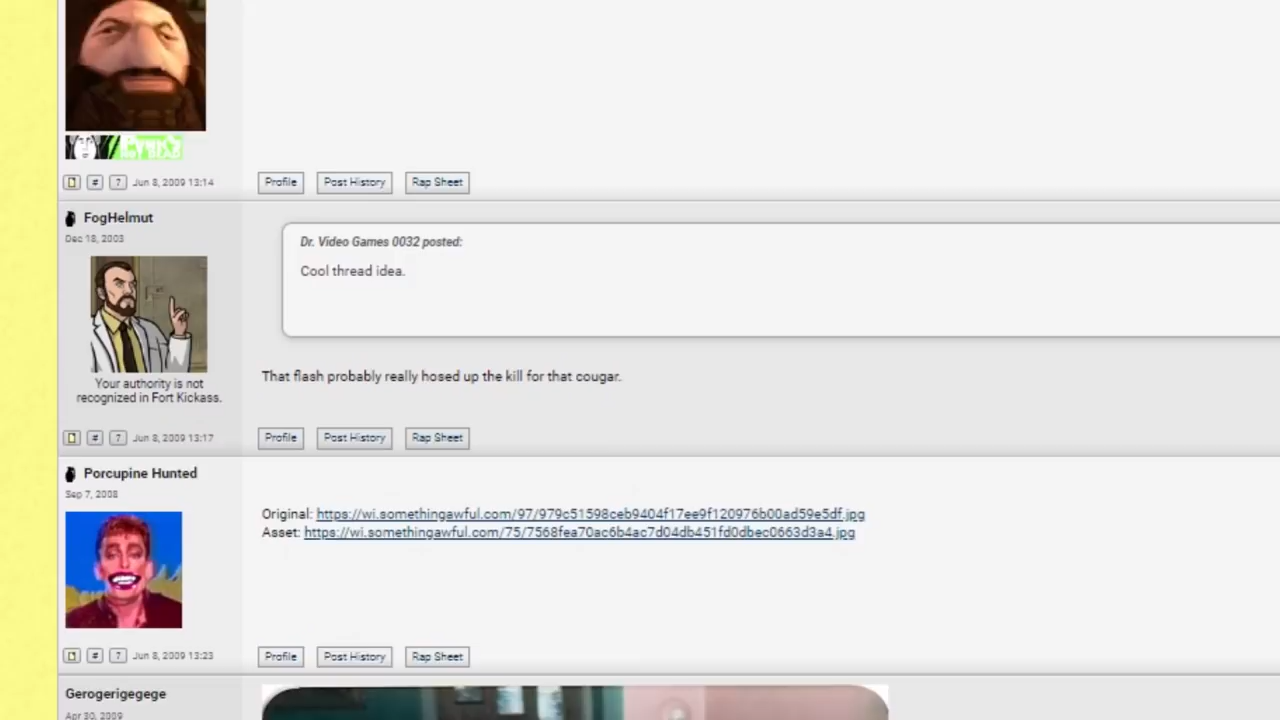 PUNK'S
NOT DEAD
# ? Jun 8, 2009 13:14 Profile Post History Rap Sheet
FogHelmut
Dec 18, 2003
Dr. Video Games 0032 posted:
Cool thread idea.
That flash probably really hosed up the kill for that cougar.
Your authority is not
recognized in Fort Kickass.
# ? Jun 8, 2009 13:17 Profile Post History Rap Sheet
Porcupine Hunted
Sep 7, 2008
Original: https://wi.somethingawful.com/97/979c51598ceb9404f17ee9f120976b00ad59e5df.jpg
Asset: https://wi.somethingawful.com/75/7568fea70ac6b4ac7d04db451fd0dbec0663d3a4.jpg
# ? Jun 8, 2009 13:23 Profile Post History Rap Sheet
Gerogerigegege
Apr 30, 2009